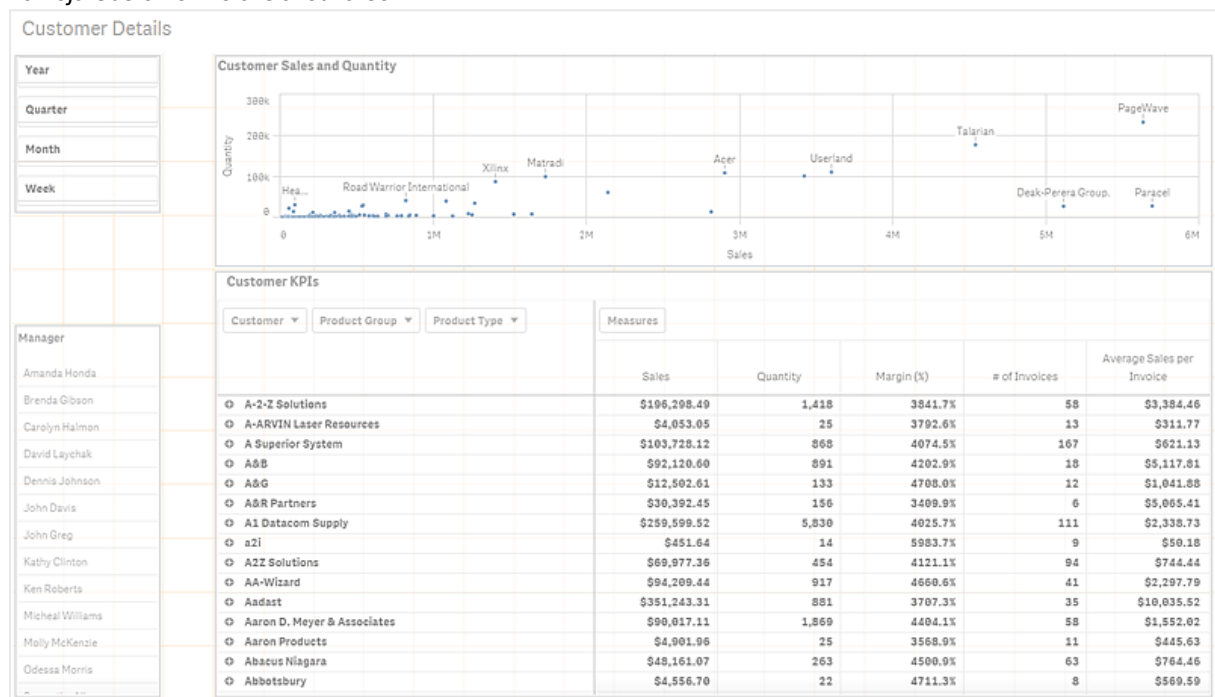 Customer Details
Year
Quarter
Month
Week
Customer Sales and Quantity
Quantity
300k
200k
100k
0
PageWave
Talarian
Acer
Userland
Xilinx
Matradi
Hea...
Road Warrior International
Deak-Perera Group.
Paracel
0
1M
2M
3M
4M
5M
6M
Sales
Manager
Amanda Honda
Brenda Gibson
Carolyn Halmon
David Laychak
Dennis Johnson
John Davis
John Greg
Kathy Clinton
Ken Roberts
Micheal Williams
Molly McKenzie
Odessa Morris
Customer KPIs
Customer Product Group Product Type Measures
Sales Quantity Margin (%) # of Invoices Average Sales per Invoice
A-2-Z Solutions $196,298.49 1,418 3841.7% 58 $3,384.46
A-ARVIN Laser Resources $4,053.05 25 3792.6% 13 $311.77
A Superior System $103,728.12 868 4074.5% 167 $621.13
A&B $92,120.60 891 4202.9% 18 $5,117.81
A&G $12,502.61 133 4708.0% 12 $1,041.88
A&R Partners $30,392.45 156 3409.9% 6 $5,065.41
A1 Datacom Supply $259,599.52 5,830 4025.7% 111 $2,338.73
a2i $451.64 14 5983.7% 9 $50.18
A2Z Solutions $69,977.36 454 4121.1% 94 $744.44
AA-Wizard $94,209.44 917 4660.6% 41 $2,297.79
Aadast $351,243.31 881 3707.3% 35 $10,035.52
Aaron D. Meyer & Associates $90,017.11 1,869 4404.1% 58 $1,552.02
Aaron Products $4,901.96 25 3568.9% 11 $445.63
Abacus Niagara $48,161.07 263 4500.9% 63 $764.46
Abbotsbury $4,556.70 22 4711.3% 8 $569.59